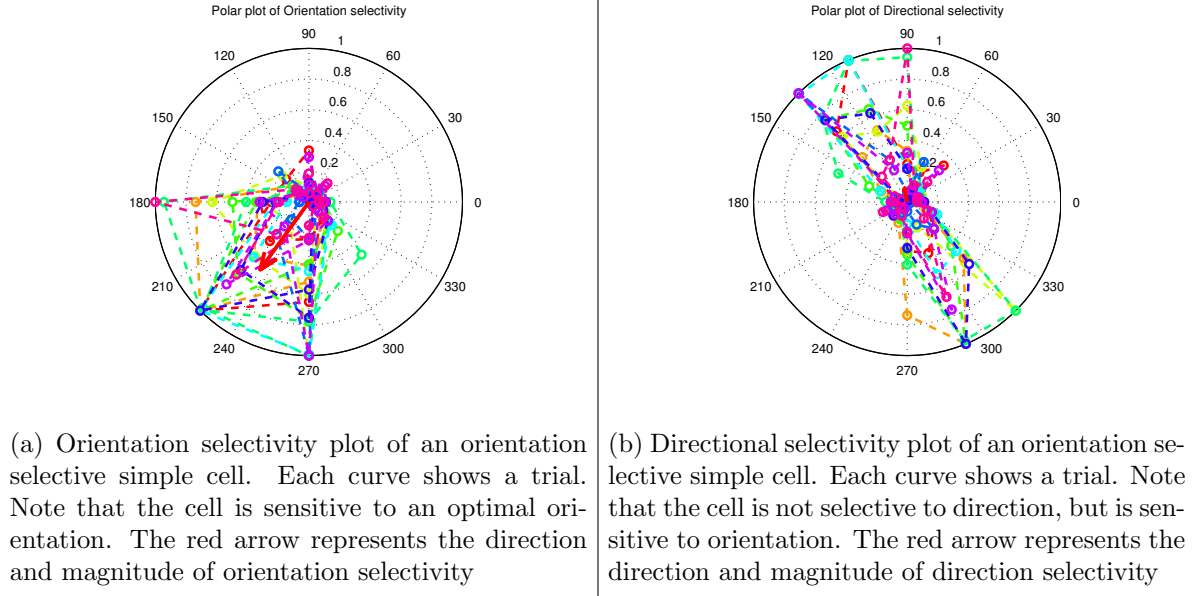 Polar plot of Orientation selectivity
90
1
120
60
0.8
0.6
150
30
0.4
0.2
180
0
210
330
240
300
270
(a) Orientation selectivity plot of an orientation
selective simple cell. Each curve shows a trial.
Note that the cell is sensitive to an optimal ori-
entation. The red arrow represents the direction
and magnitude of orientation selectivity
Polar plot of Directional selectivity
90
1
120
60
0.8
0.6
150
30
0.4
0.2
180
0
210
330
240
300
270
(b) Directional selectivity plot of an orientation se-
lective simple cell. Each curve shows a trial. Note
that the cell is not selective to direction, but is sen-
sitive to orientation. The red arrow represents the
direction and magnitude of direction selectivity